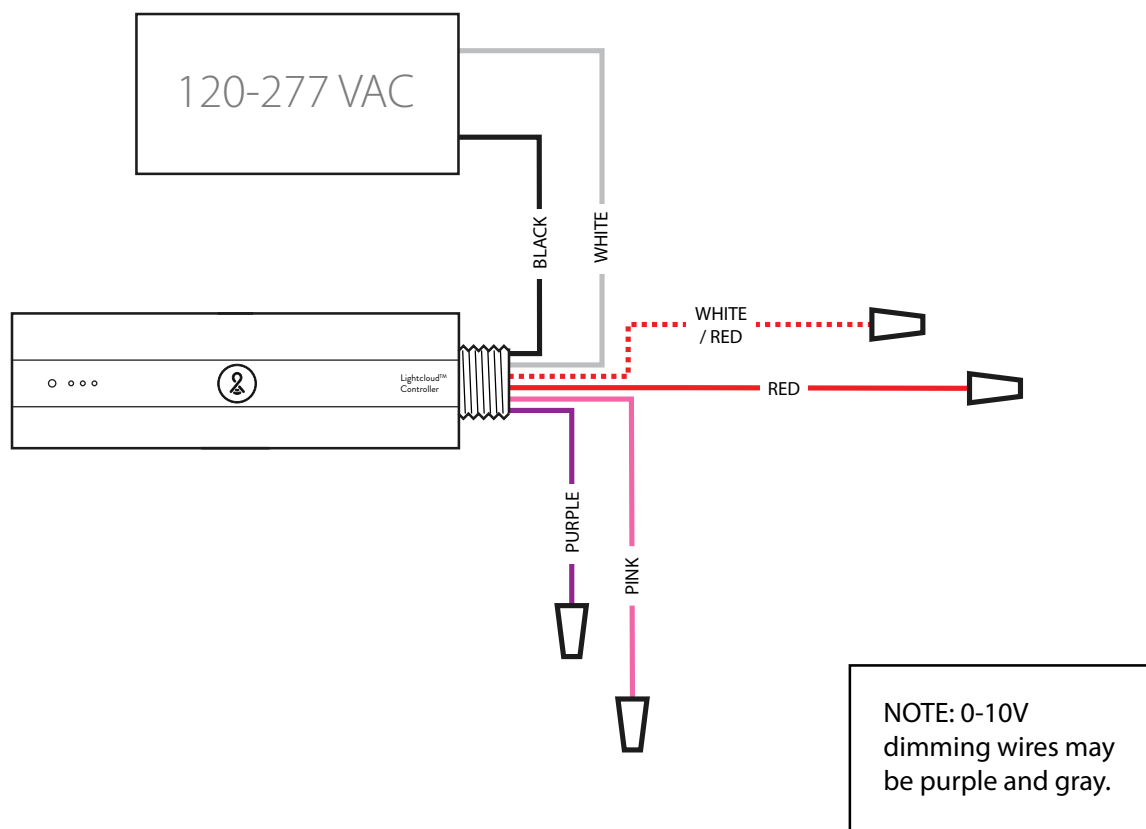 120-277 VAC
BLACK
WHITE
WHITE
/ RED
RED
Lightcloud™
Controller
PURPLE
PINK
NOTE: 0-10V
dimming wires may
be purple and gray.